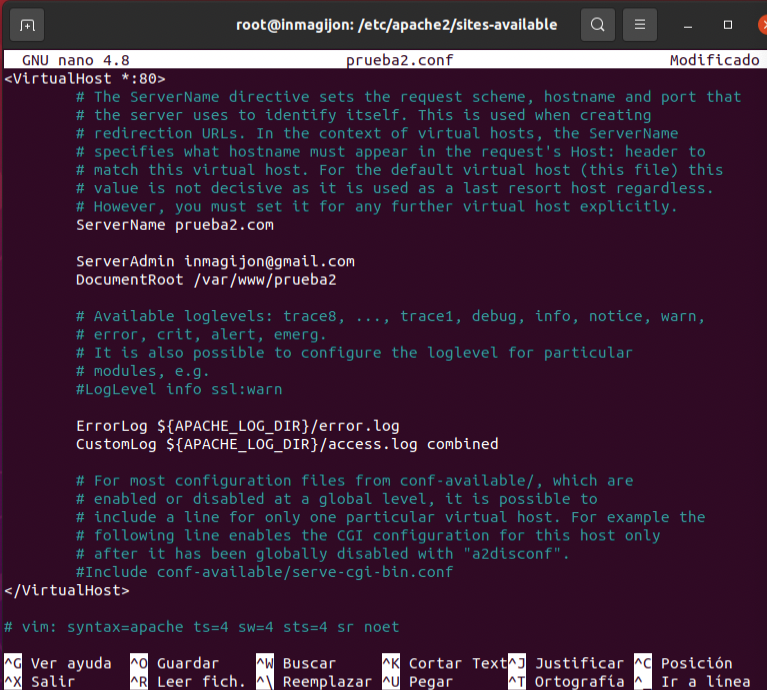 root@inmagijon: /etc/apache2/sites-available
GNU nano 4.8 prueba2.conf Modificado
<VirtualHost *:80>
# The ServerName directive sets the request scheme, hostname and port that
# the server uses to identify itself. This is used when creating
# redirection URLs. In the context of virtual hosts, the ServerName
# specifies what hostname must appear in the request's Host: header to
# match this virtual host. For the default virtual host (this file) this
# value is not decisive as it is used as a last resort host regardless.
# However, you must set it for any further virtual host explicitly.
ServerName prueba2.com
ServerAdmin inmagijon@gmail.com
DocumentRoot /var/www/prueba2
# Available loglevels: trace8, ..., trace1, debug, info, notice, warn,
# error, crit, alert, emerg.
# It is also possible to configure the loglevel for particular
# modules, e.g.
#LogLevel info ssl:warn
ErrorLog ${APACHE_LOG_DIR}/error.log
CustomLog ${APACHE_LOG_DIR}/access.log combined
# For most configuration files from conf-available/, which are
# enabled or disabled at a global level, it is possible to
# include a line for only one particular virtual host. For example the
# following line enables the CGI configuration for this host only
# after it has been globally disabled with "a2disconf".
#Include conf-available/serve-cgi-bin.conf
</VirtualHost>
# vim: syntax=apache ts=4 sw=4 sts=4 sr noet
^G Ver ayuda ^O Guardar ^W Buscar ^K Cortar Text ^J Justificar ^C Posición
^X Salir ^R Leer fich. ^\ Reemplazar ^U Pegar ^T Ortografía ^_ Ir a línea